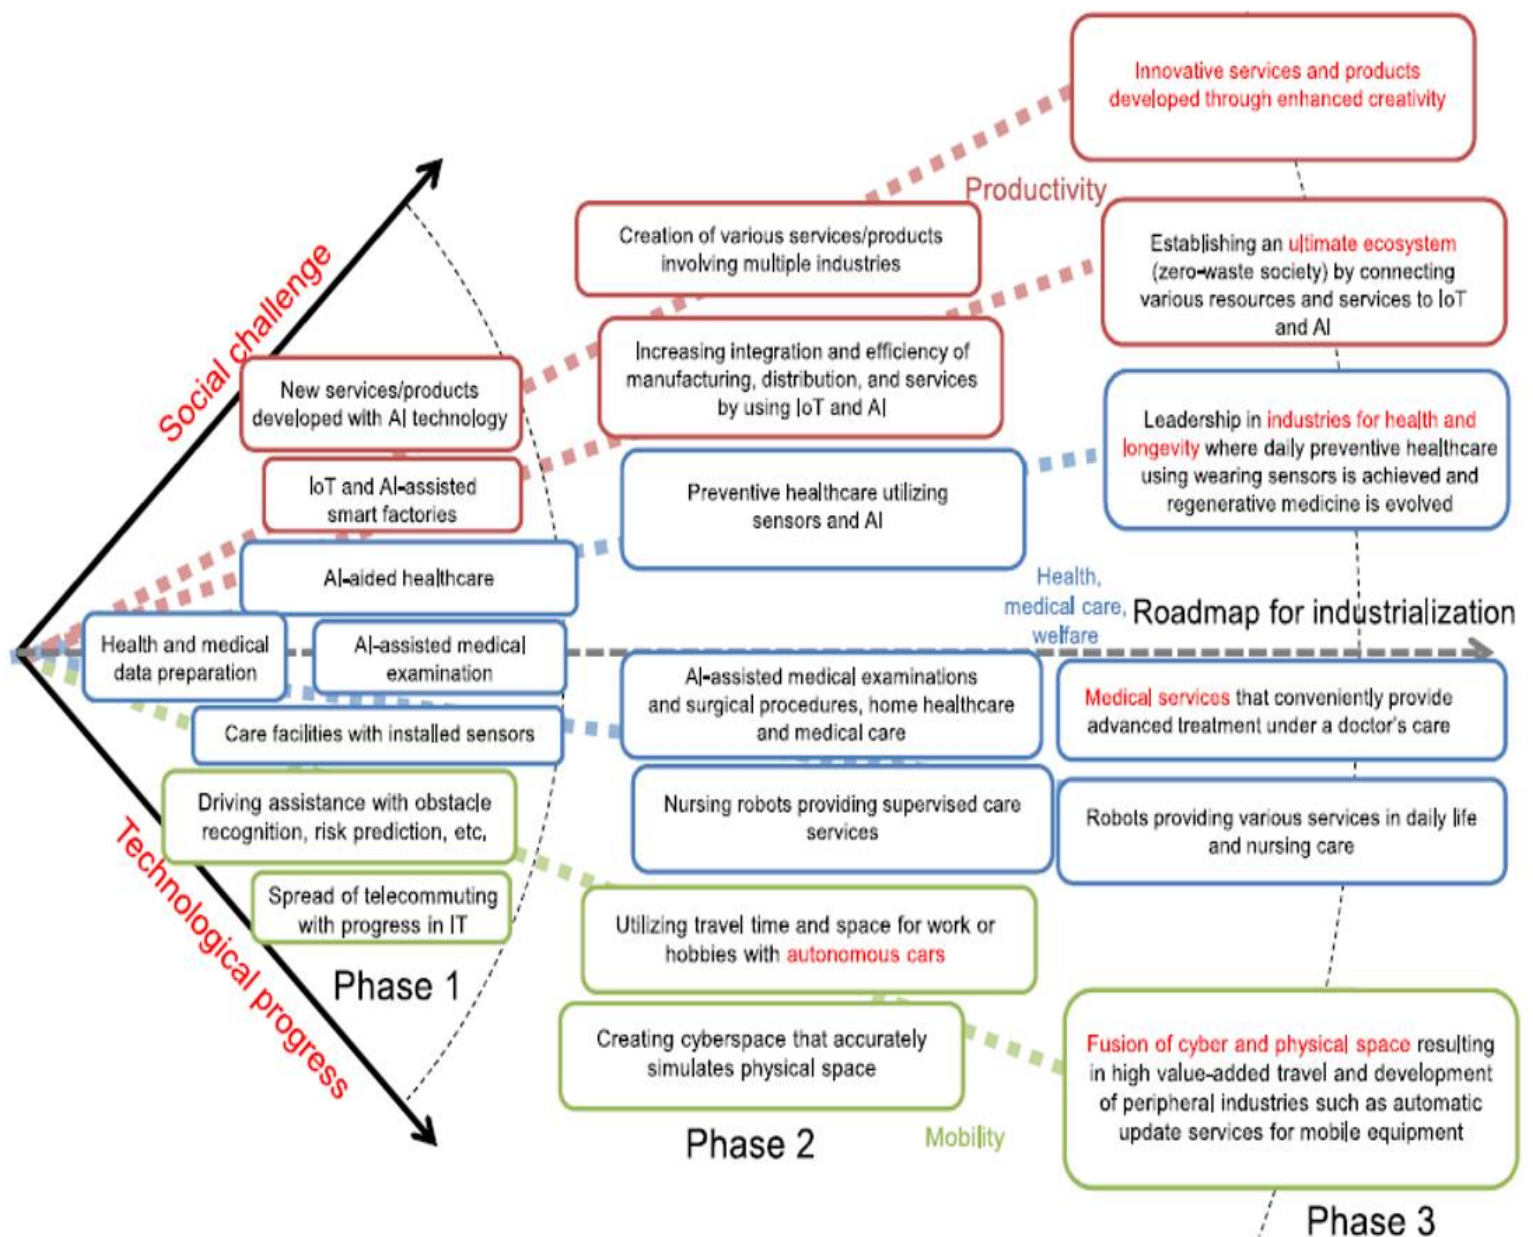 Innovative services and products
developed through enhanced creativity
Productivity
Creation of various services/products
involving multiple industries
Establishing an ultimate ecosystem
(zero-waste society) by connecting
various resources and services to IoT
and AI
Social challenge
Increasing integration and efficiency of
manufacturing, distribution, and services
by using IoT and AI
New services/products
developed with AI technology
Leadership in industries for health and
longevity where daily preventive healthcare
using wearing sensors is achieved and
regenerative medicine is evolved
IoT and AI-assisted
smart factories
Preventive healthcare utilizing
sensors and AI
AI-aided healthcare
Health,
medical care,
welfare
Roadmap for industrialization
Health and medical
data preparation
AI-assisted medical
examination
AI-assisted medical examinations
and surgical procedures, home healthcare
and medical care
Medical services that conveniently provide
advanced treatment under a doctor's care
Care facilities with installed sensors
Driving assistance with obstacle
recognition, risk prediction, etc.
Nursing robots providing supervised care
services
Robots providing various services in daily life
and nursing care
Technological progress
Spread of telecommuting
with progress in IT
Utilizing travel time and space for work or
hobbies with autonomous cars
Phase 1
Creating cyberspace that accurately
simulates physical space
Fusion of cyber and physical space resulting
in high value-added travel and development
of peripheral industries such as automatic
update services for mobile equipment
Phase 2
Mobility
Phase 3